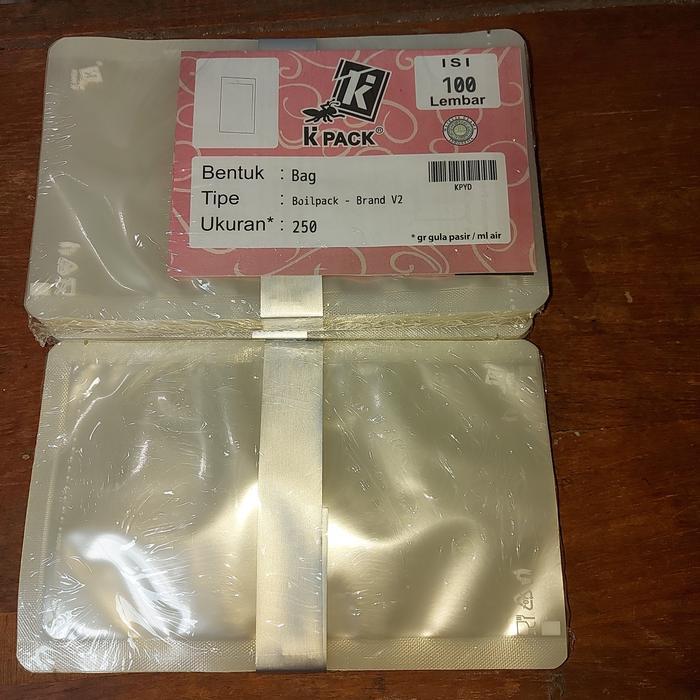 ISI
100
Lembar
K PACK®
Bentuk : Bag
KPYD
Tipe : Boilpack - Brand V2
Ukuran* : 250
* gr gula pasir / ml air